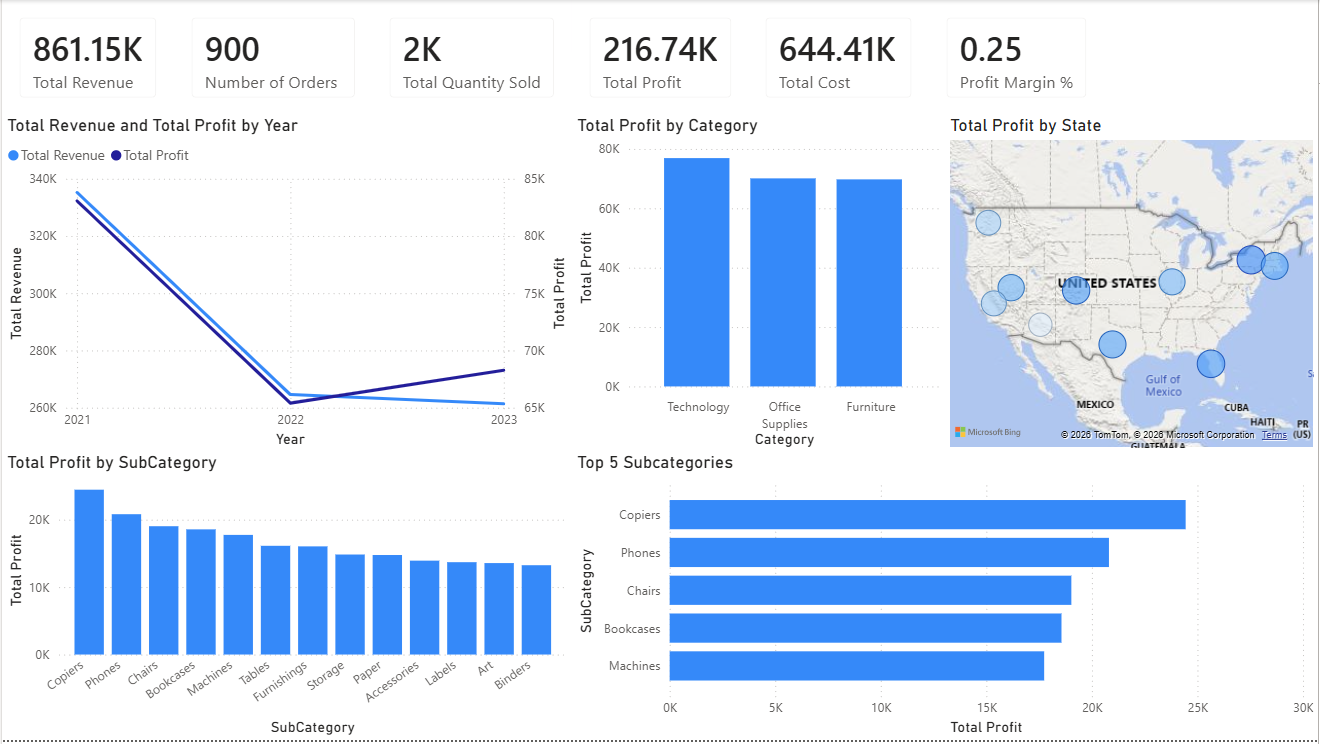 861.15K
Total Revenue
900
Number of Orders
2K
Total Quantity Sold
216.74K
Total Profit
644.41K
Total Cost
0.25
Profit Margin %
Total Revenue and Total Profit by Year
Total Revenue Total Profit
340K
320K
300K
280K
260K
Total Revenue
85K
80K
75K
70K
65K
Total Profit
2021 2022 2023
Year
Total Profit by Category
80K
60K
40K
20K
0K
Total Profit
Technology
Office
Supplies
Furniture
Category
Total Profit by State
UNITED STATES
Gulf of
Mexico
MEXICO
CUBA
HAITI
PR
(US)
GUATEMALA
Microsoft Bing
© 2026 TomTom, © 2026 Microsoft Corporation Terms
Total Profit by SubCategory
20K
10K
0K
Total Profit
Copiers
Phones
Chairs
Bookcases
Machines
Tables
Furnishings
Storage
Paper
Accessories
Labels
Art
Binders
SubCategory
Top 5 Subcategories
SubCategory
Copiers
Phones
Chairs
Bookcases
Machines
0K 5K 10K 15K 20K 25K 30K
Total Profit